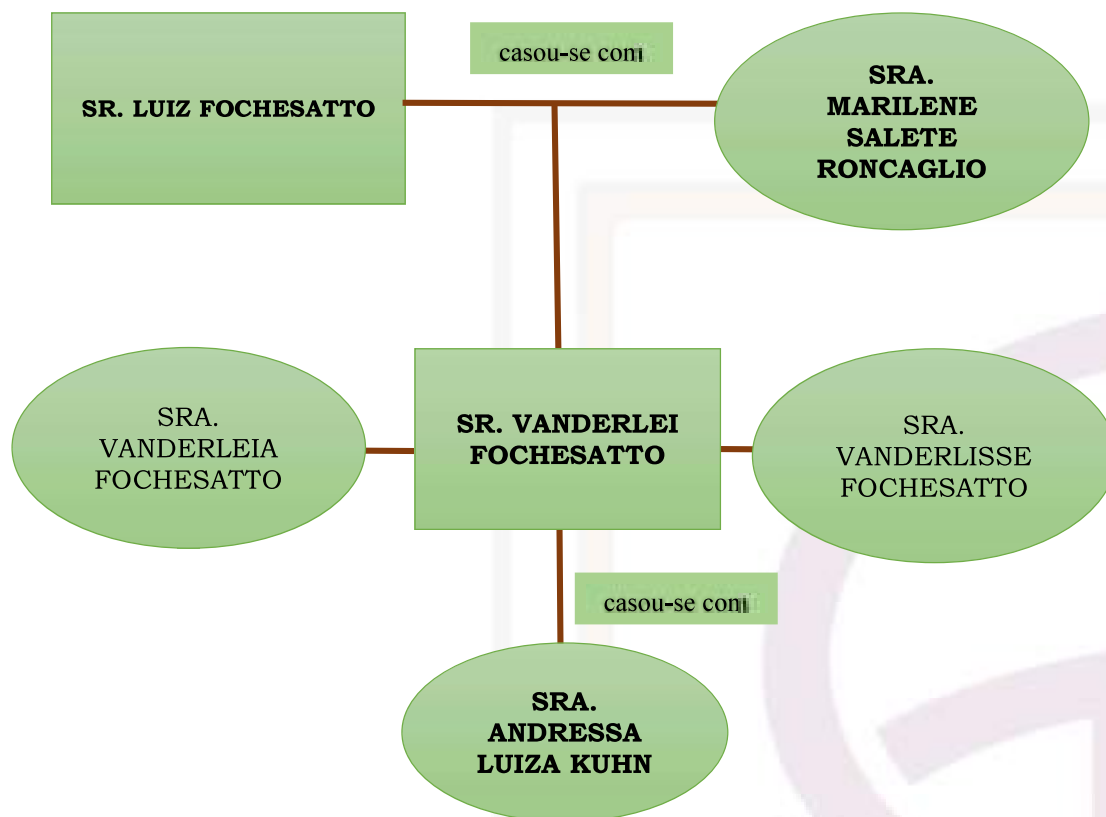 casou-se com
SR. LUIZ FOCHESATTO
SRA.
MARILENE
SALETE
RONCAGLIO
SRA.
VANDERLEIA
FOCHESATTO
SR. VANDERLEI
FOCHESATTO
SRA.
VANDERLISSE
FOCHESATTO
casou-se com
SRA.
ANDRESSA
LUIZA KUHN